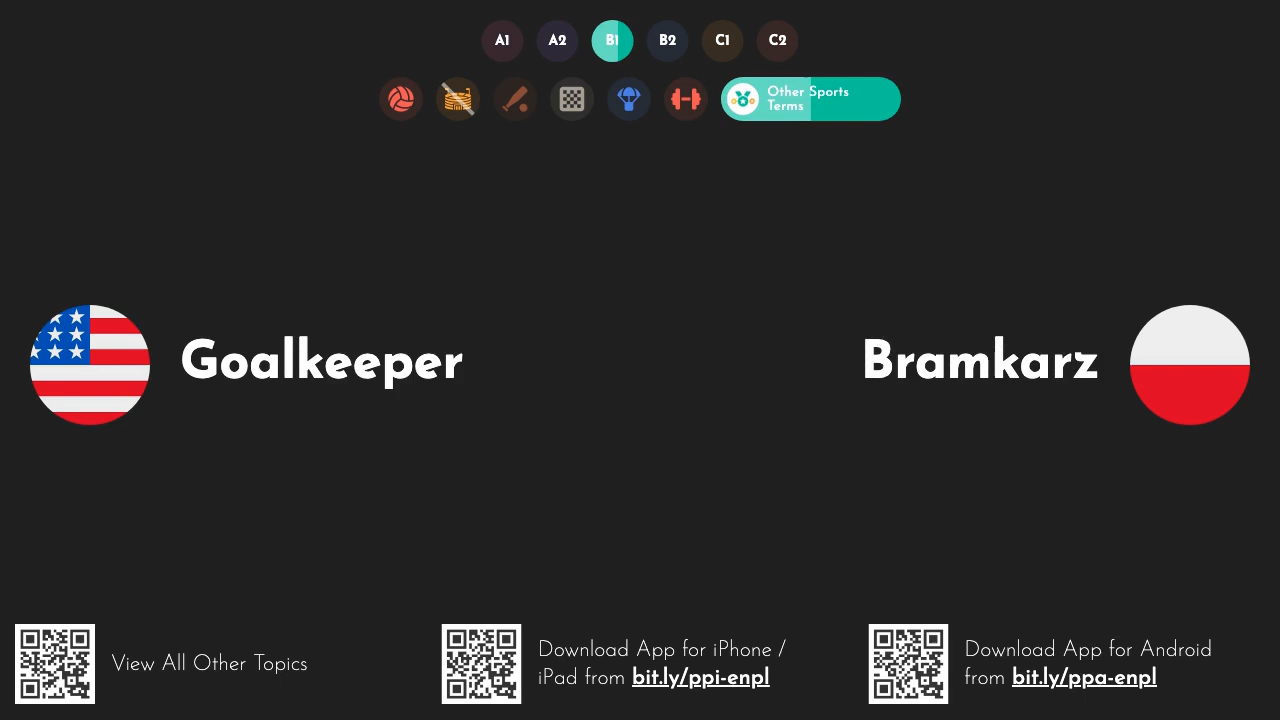 A1 A2 B1 B2 C1 C2
Other Sports
Terms
Goalkeeper
Bramkarz
View All Other Topics
Download App for iPhone /
iPad from bit.ly/ppi-enpl
Download App for Android
from bit.ly/ppa-enpl